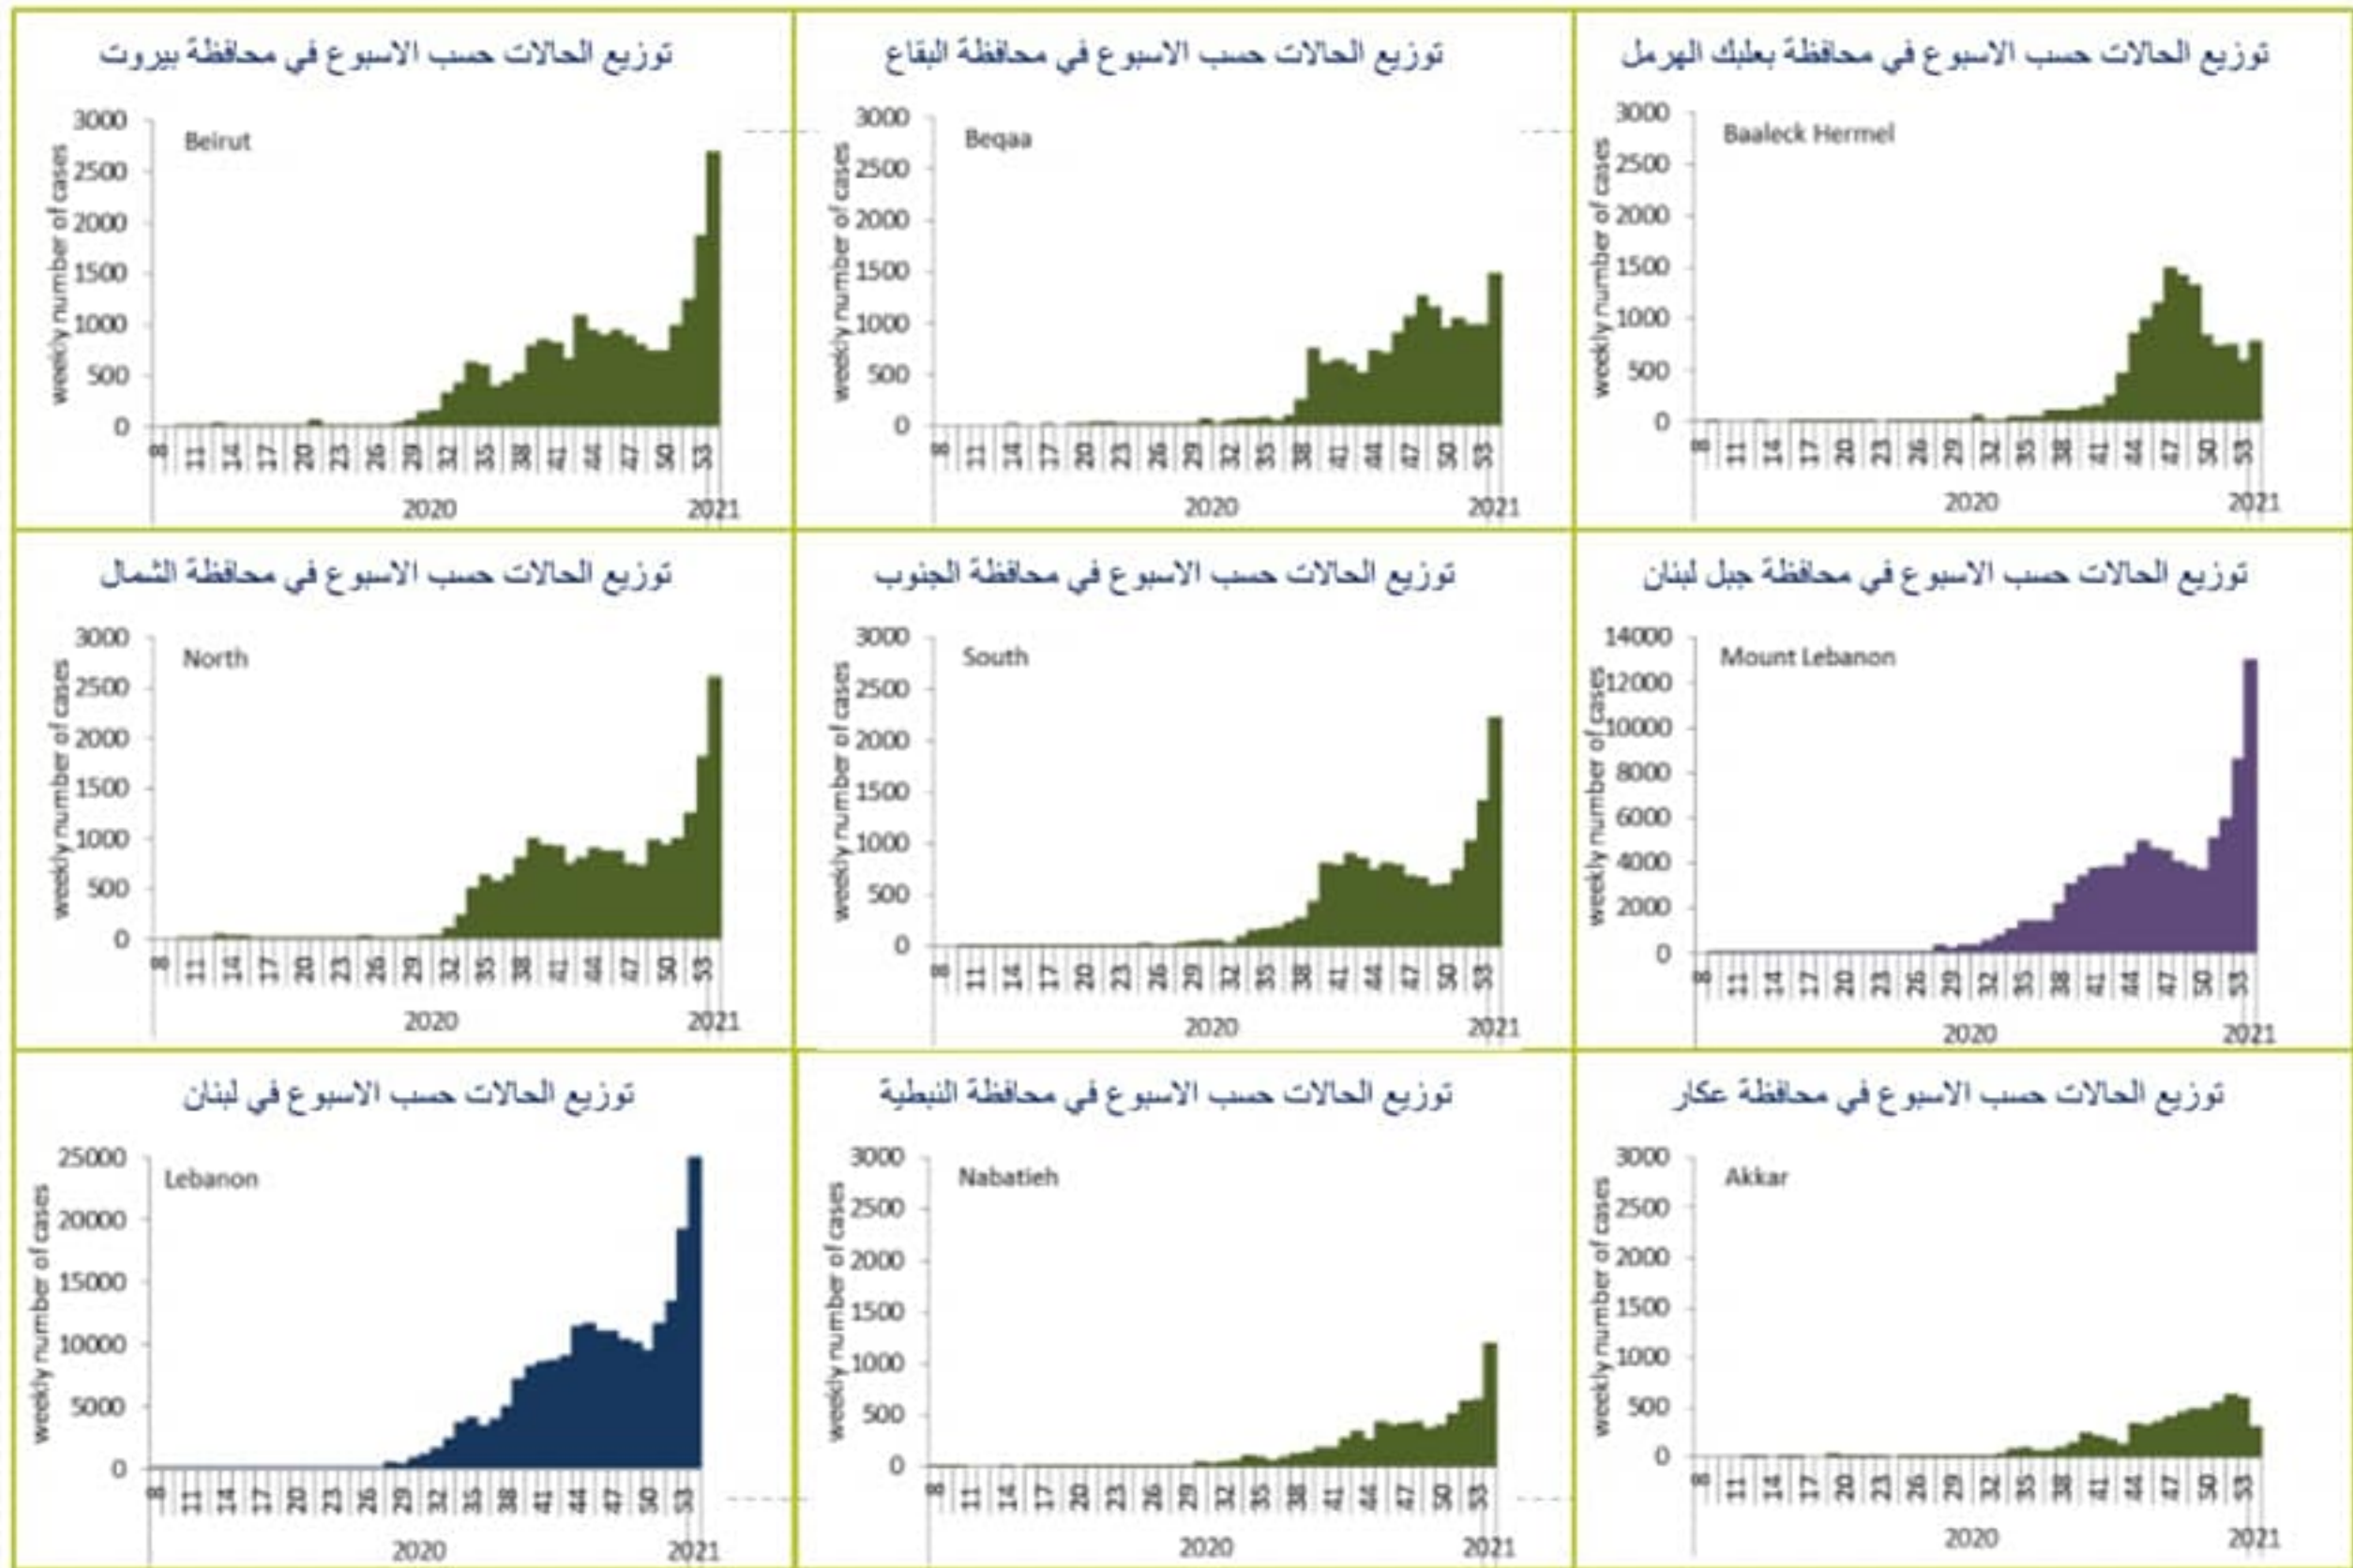 توزيع الحالات حسب الاسبوع في محافظة بيروت
Beirut
weekly number of cases
3000
2500
2000
1500
1000
500
0
8 11 14 17 20 23 26 29 32 35 38 41 44 47 50 53
2020 2021
توزيع الحالات حسب الاسبوع في محافظة البقاع
Beqaa
weekly number of cases
3000
2500
2000
1500
1000
500
0
8 11 14 17 20 23 26 29 32 35 38 41 44 47 50 53
2020 2021
توزيع الحالات حسب الاسبوع في محافظة بعلبك الهرمل
Baaleck Hermel
weekly number of cases
3000
2500
2000
1500
1000
500
0
8 11 14 17 20 23 26 29 32 35 38 41 44 47 50 53
2020 2021
توزيع الحالات حسب الاسبوع في محافظة الشمال
North
weekly number of cases
3000
2500
2000
1500
1000
500
0
8 11 14 17 20 23 26 29 32 35 38 41 44 47 50 53
2020 2021
توزيع الحالات حسب الاسبوع في محافظة الجنوب
South
weekly number of cases
3000
2500
2000
1500
1000
500
0
8 11 14 17 20 23 26 29 32 35 38 41 44 47 50 53
2020 2021
توزيع الحالات حسب الاسبوع في محافظة جبل لبنان
Mount Lebanon
weekly number of cases
14000
12000
10000
8000
6000
4000
2000
0
8 11 14 17 20 23 26 29 32 35 38 41 44 47 50 53
2020 2021
توزيع الحالات حسب الاسبوع في لبنان
Lebanon
weekly number of cases
25000
20000
15000
10000
5000
0
8 11 14 17 20 23 26 29 32 35 38 41 44 47 50 53
2020 2021
توزيع الحالات حسب الاسبوع في محافظة النبطية
Nabatieh
weekly number of cases
3000
2500
2000
1500
1000
500
0
8 11 14 17 20 23 26 29 32 35 38 41 44 47 50 53
2020 2021
توزيع الحالات حسب الاسبوع في محافظة عكار
Akkar
weekly number of cases
3000
2500
2000
1500
1000
500
0
8 11 14 17 20 23 26 29 32 35 38 41 44 47 50 53
2020 2021